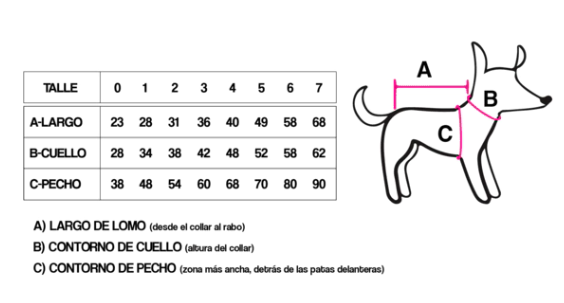 TALLE 0 1 2 3 4 5 6 7
A-LARGO 23 28 31 36 40 49 58 68
B-CUELLO 28 34 38 42 48 52 58 62
C-PECHO 38 48 54 60 68 70 80 90
A
B
C
A) LARGO DE LOMO (desde el collar al rabo)
B) CONTORNO DE CUELLO (altura del collar)
C) CONTORNO DE PECHO (zona más ancha, detrás de las patas delanteras)